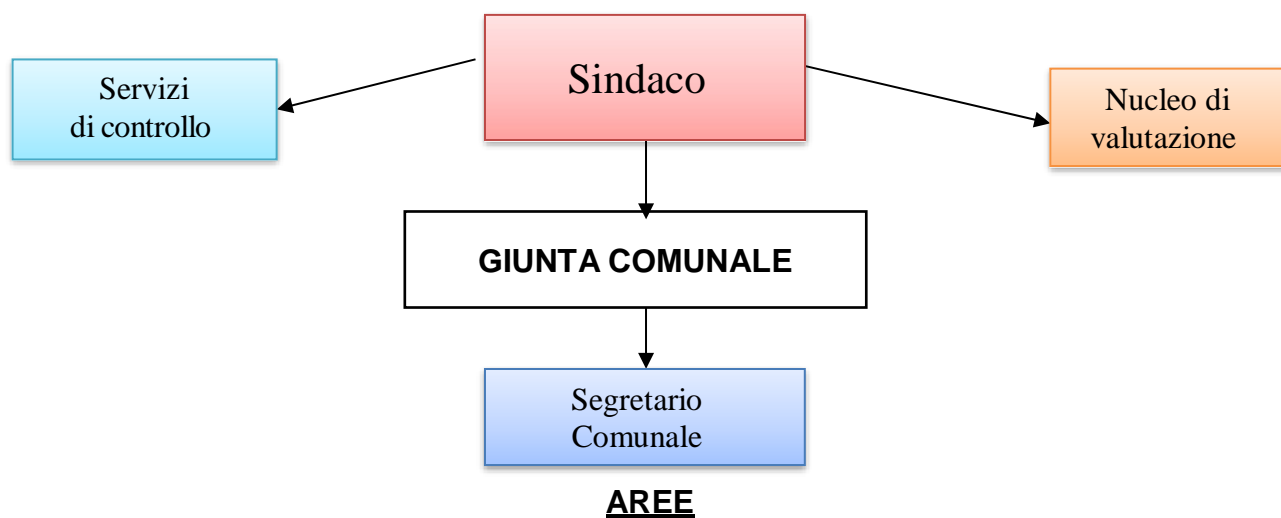 Sindaco
Servizi
di controllo
Nucleo di
valutazione
GIUNTA COMUNALE
Segretario
Comunale
AREE